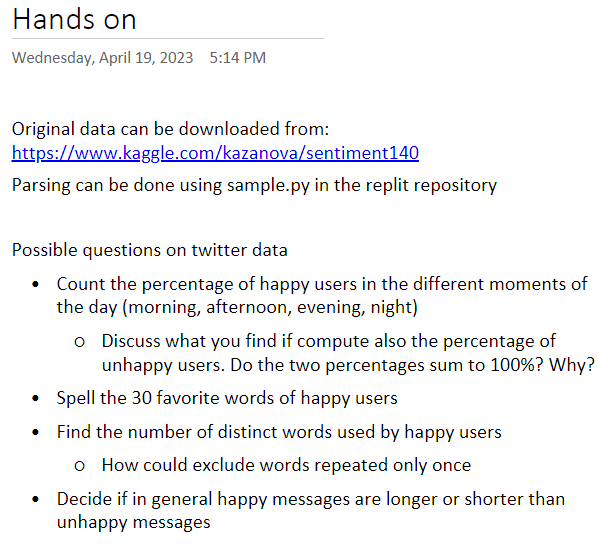 Hands on
Wednesday, April 19, 2023 5:14 PM
Original data can be downloaded from:
https://www.kaggle.com/kazanova/sentiment140
Parsing can be done using sample.py in the replit repository
Possible questions on twitter data
• Count the percentage of happy users in the different moments of
the day (morning, afternoon, evening, night)
○ Discuss what you find if compute also the percentage of
unhappy users. Do the two percentages sum to 100%? Why?
• Spell the 30 favorite words of happy users
• Find the number of distinct words used by happy users
○ How could exclude words repeated only once
• Decide if in general happy messages are longer or shorter than
unhappy messages